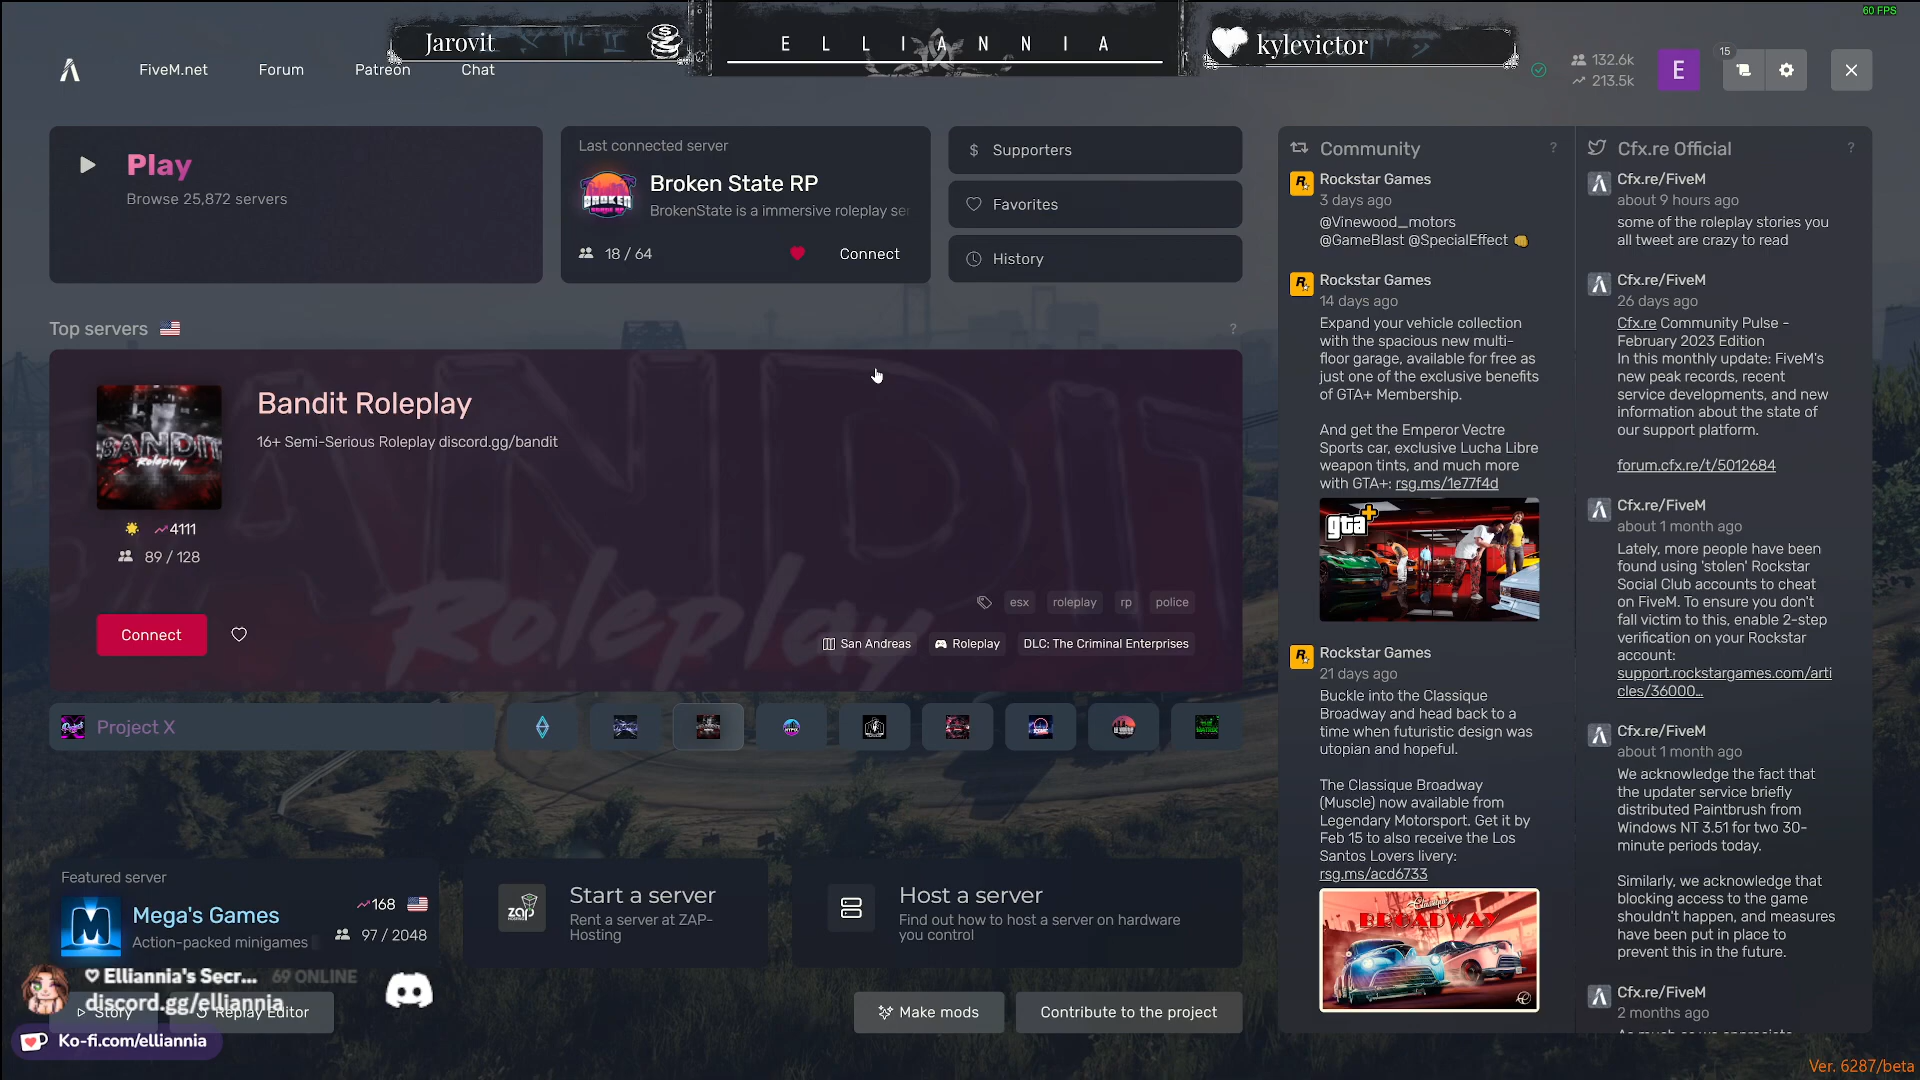 60 FPS
Jarovit
ELLIANNIA
kylevictor
FiveM.net
Forum
Patreon
Chat
132.6k
213.5k
E
15
Play
Browse 25,872 servers
Last connected server
BROKEN
Broken State RP
BrokenState is a immersive roleplay ser
18 / 64
Connect
Supporters
Favorites
History
Top servers
?
BANDIT
Roleplay
Bandit Roleplay
16+ Semi-Serious Roleplay discord.gg/bandit
4111
89 / 128
Connect
esx
roleplay
rp
police
San Andreas
Roleplay
DLC: The Criminal Enterprises
Project X
Featured server
Mega's Games
Action-packed minigames
168
97 / 2048
zap
Start a server
Rent a server at ZAP-
Hosting
Host a server
Find out how to host a server on hardware
you control
♡ Elliannia's Secr...
69 ONLINE
discord.gg/elliannia
Story
Replay Editor
Ko-fi.com/elliannia
Make mods
Contribute to the project
Community
?
Rockstar Games
3 days ago
@Vinewood_motors
@GameBlast @SpecialEffect 👊
Rockstar Games
14 days ago
Expand your vehicle collection
with the spacious new multi-
floor garage, available for free as
just one of the exclusive benefits
of GTA+ Membership.
And get the Emperor Vectre
Sports car, exclusive Lucha Libre
weapon tints, and much more
with GTA+: rsg.ms/1e77f4d
gta+
Rockstar Games
21 days ago
Buckle into the Classique
Broadway and head back to a
time when futuristic design was
utopian and hopeful.
The Classique Broadway
(Muscle) now available from
Legendary Motorsport. Get it by
Feb 15 to also receive the Los
Santos Lovers livery:
rsg.ms/acd6733
Classique
BROADWAY
Cfx.re Official
?
Cfx.re/FiveM
about 9 hours ago
some of the roleplay stories you
all tweet are crazy to read
Cfx.re/FiveM
26 days ago
Cfx.re Community Pulse -
February 2023 Edition
In this monthly update: FiveM's
new peak records, recent
service developments, and new
information about the state of
our support platform.
forum.cfx.re/t/5012684
Cfx.re/FiveM
about 1 month ago
Lately, more people have been
found using 'stolen' Rockstar
Social Club accounts to cheat
on FiveM. To ensure you don't
fall victim to this, enable 2-step
verification on your Rockstar
account:
support.rockstargames.com/arti
cles/36000...
Cfx.re/FiveM
about 1 month ago
We acknowledge the fact that
the updater service briefly
distributed Paintbrush from
Windows NT 3.51 for two 30-
minute periods today.
Similarly, we acknowledge that
blocking access to the game
shouldn't happen, and measures
have been put in place to
prevent this in the future.
Cfx.re/FiveM
2 months ago
Ver. 6287/beta